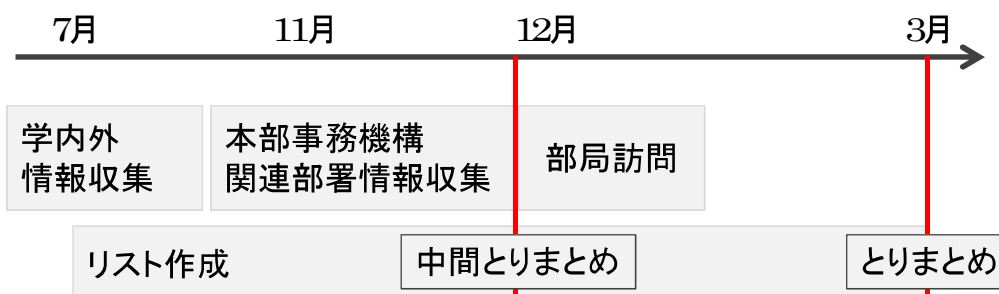 7月 11月 12月 3月
学内外
情報収集
本部事務機構
関連部署情報収集
部局訪問
リスト作成
中間とりまとめ
とりまとめ